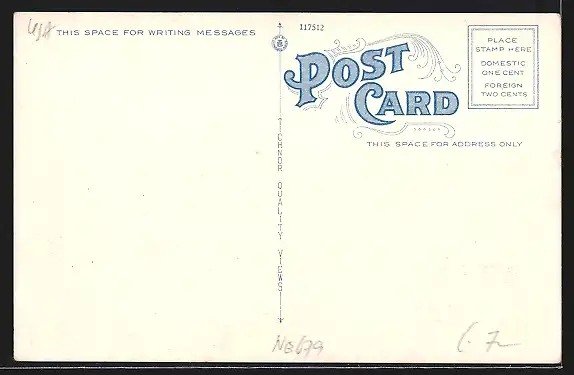 USA
THIS SPACE FOR WRITING MESSAGES
117512
POST
CARD
PLACE
STAMP HERE
DOMESTIC
ONE CENT
FOREIGN
TWO CENTS
THIS SPACE FOR ADDRESS ONLY
TICHNOR QUALITY VIEWS